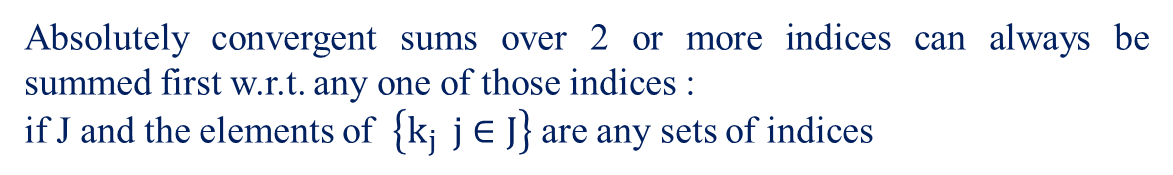 Absolutely convergent sums over 2 or more indices can always be
summed first w.r.t. any one of those indices :
if J and the elements of {kⱼ j ∈ J} are any sets of indices